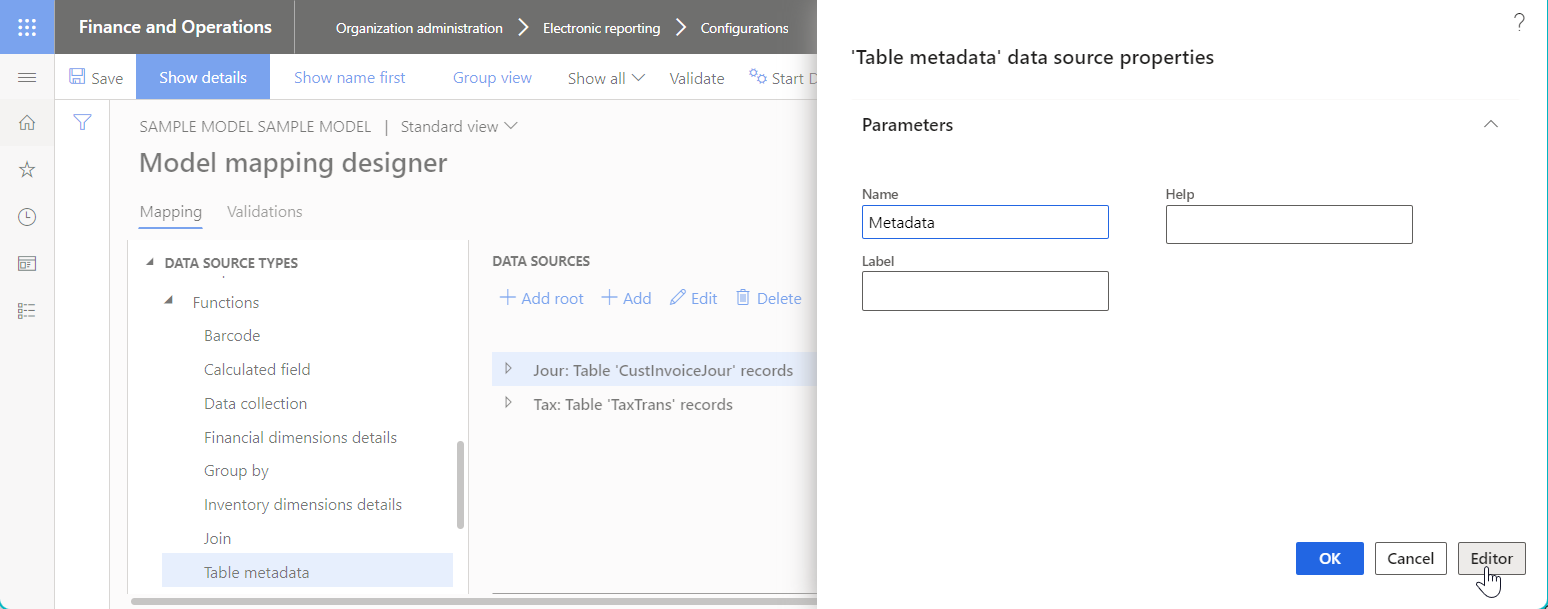 Finance and Operations
Organization administration
Electronic reporting
Configurations
Save
Show details
Show name first
Group view
Show all
Validate
Start D
SAMPLE MODEL SAMPLE MODEL | Standard view
Model mapping designer
Mapping
Validations
DATA SOURCE TYPES
Functions
Barcode
Calculated field
Data collection
Financial dimensions details
Group by
Inventory dimensions details
Join
Table metadata
DATA SOURCES
Add root
Add
Edit
Delete
Jour: Table 'CustInvoiceJour' records
Tax: Table 'TaxTrans' records
?
'Table metadata' data source properties
Parameters
Name
Metadata
Help
Label
OK
Cancel
Editor